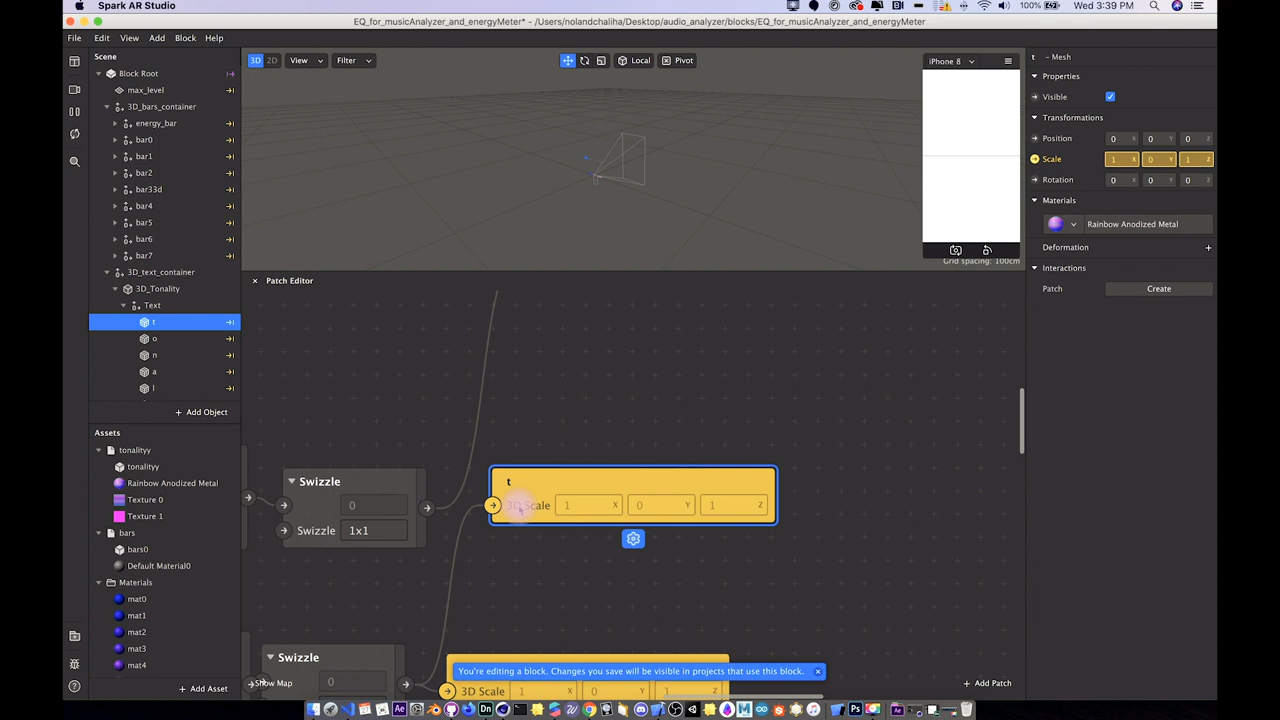 Spark AR Studio
100%
Wed 3:39 PM
EQ_for_musicAnalyzer_and_energyMeter* - /Users/nolandchaliha/Desktop/audio_analyzer/blocks/EQ_for_musicAnalyzer_and_energyMeter
File Edit View Add Block Help
Scene
Block Root
max_level
3D_bars_container
energy_bar
bar0
bar1
bar2
bar33d
bar4
bar5
bar6
bar7
3D_text_container
3D_Tonality
Text
t
o
n
a
l
+ Add Object
Assets
tonalityy
tonalityy
Rainbow Anodized Metal
Texture 0
Texture 1
bars
bars0
Default Material0
Materials
mat0
mat1
mat2
mat3
mat4
+ Add Asset
3D 2D View Filter Local Pivot
iPhone 8
Grid spacing: 100cm
× Patch Editor
Swizzle
0
Swizzle 1x1
t
3D Scale 1 X 0 Y 1 Z
Swizzle
0
Show Map
3D Scale 1 0 1
You're editing a block. Changes you save will be visible in projects that use this block.
+ Add Patch
t - Mesh
Properties
Visible
Transformations
Position 0 X 0 Y 0 Z
Scale 1 X 0 Y 1 Z
Rotation 0 X 0 Y 0 Z
Materials
Rainbow Anodized Metal
Deformation +
Interactions
Patch Create